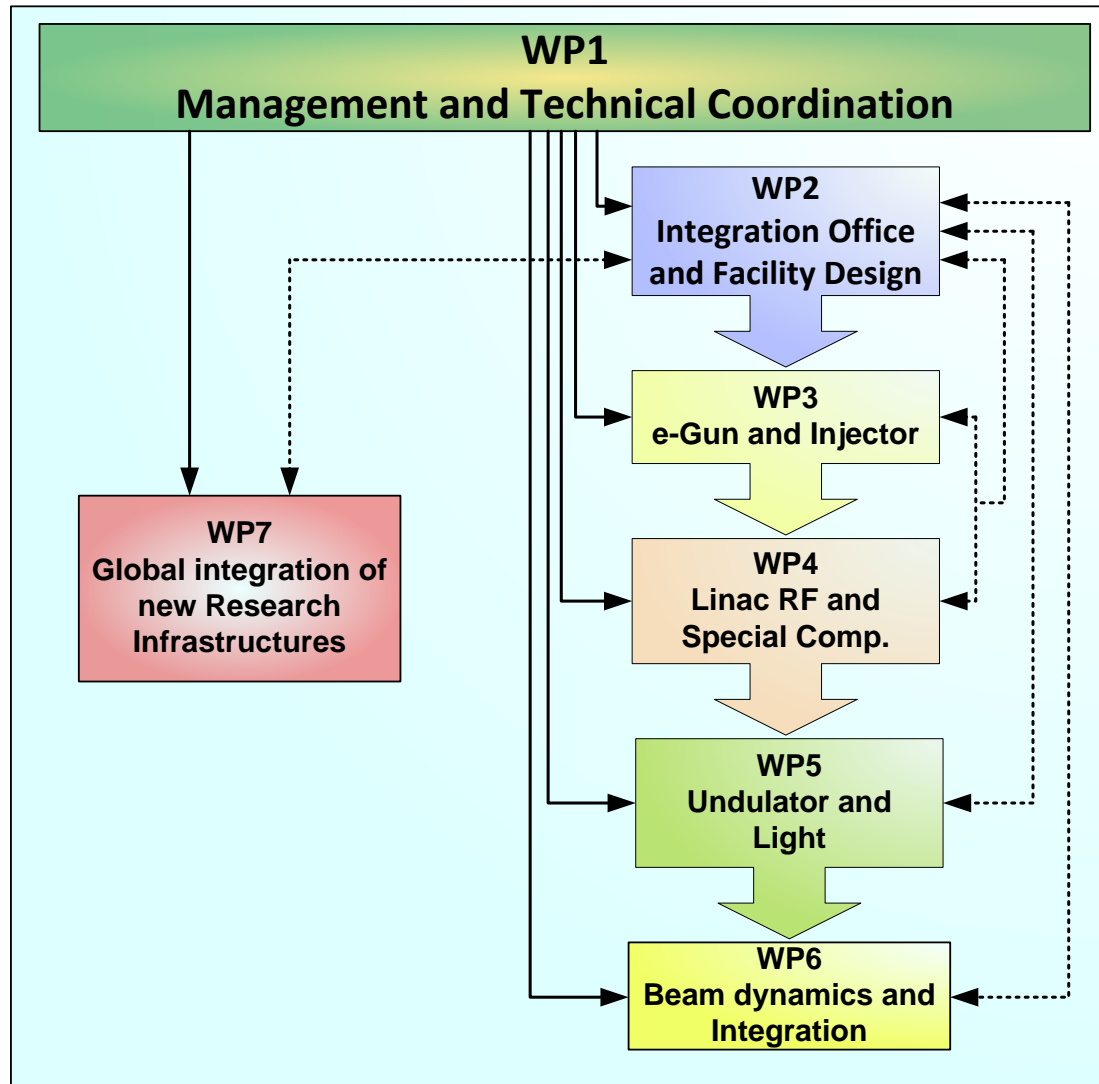 WP1
Management and Technical Coordination
WP2
Integration Office
and Facility Design
WP3
e-Gun and Injector
WP7
Global integration of
new Research
Infrastructures
WP4
Linac RF and
Special Comp.
WP5
Undulator and
Light
WP6
Beam dynamics and
Integration